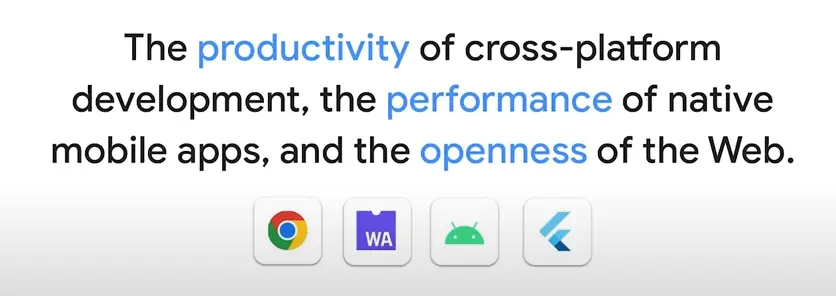 The productivity of cross-platform
development, the performance of native
mobile apps, and the openness of the Web.
WA